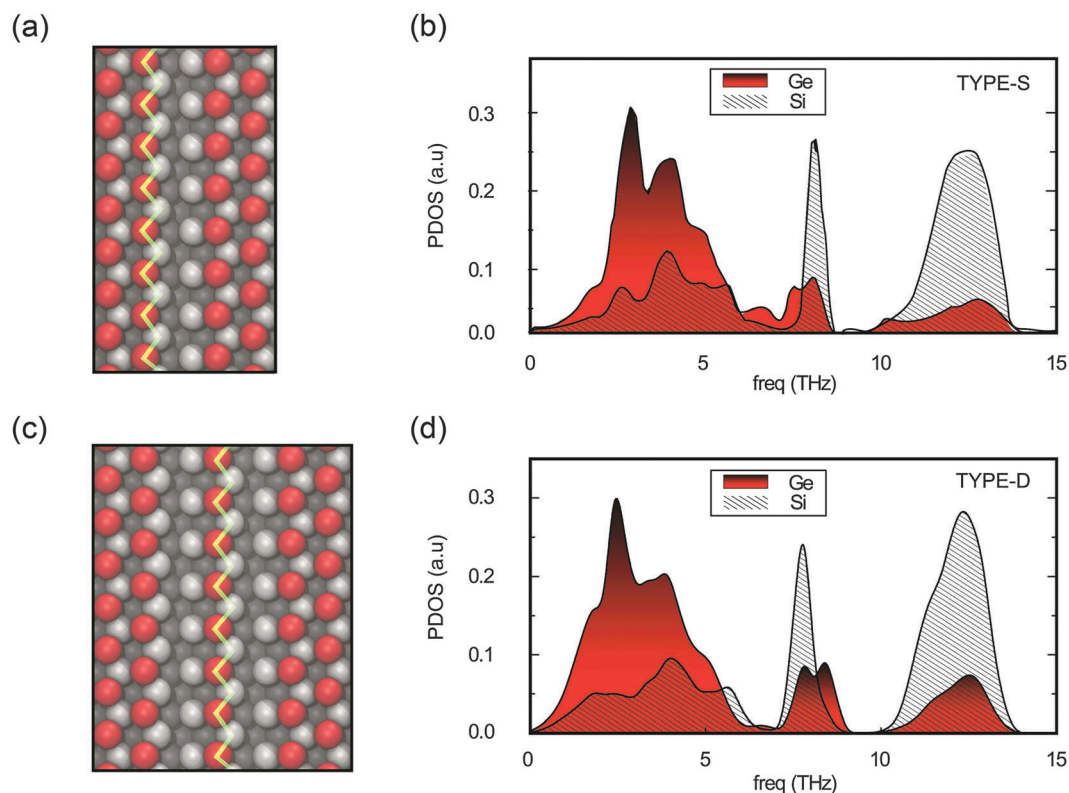 (a)
(b)
TYPE-S
Ge
Si
PDOS (a.u)
0.3
0.2
0.1
0.0
0
5
10
15
freq (THz)
(c)
(d)
TYPE-D
Ge
Si
PDOS (a.u)
0.3
0.2
0.1
0.0
0
5
10
15
freq (THz)